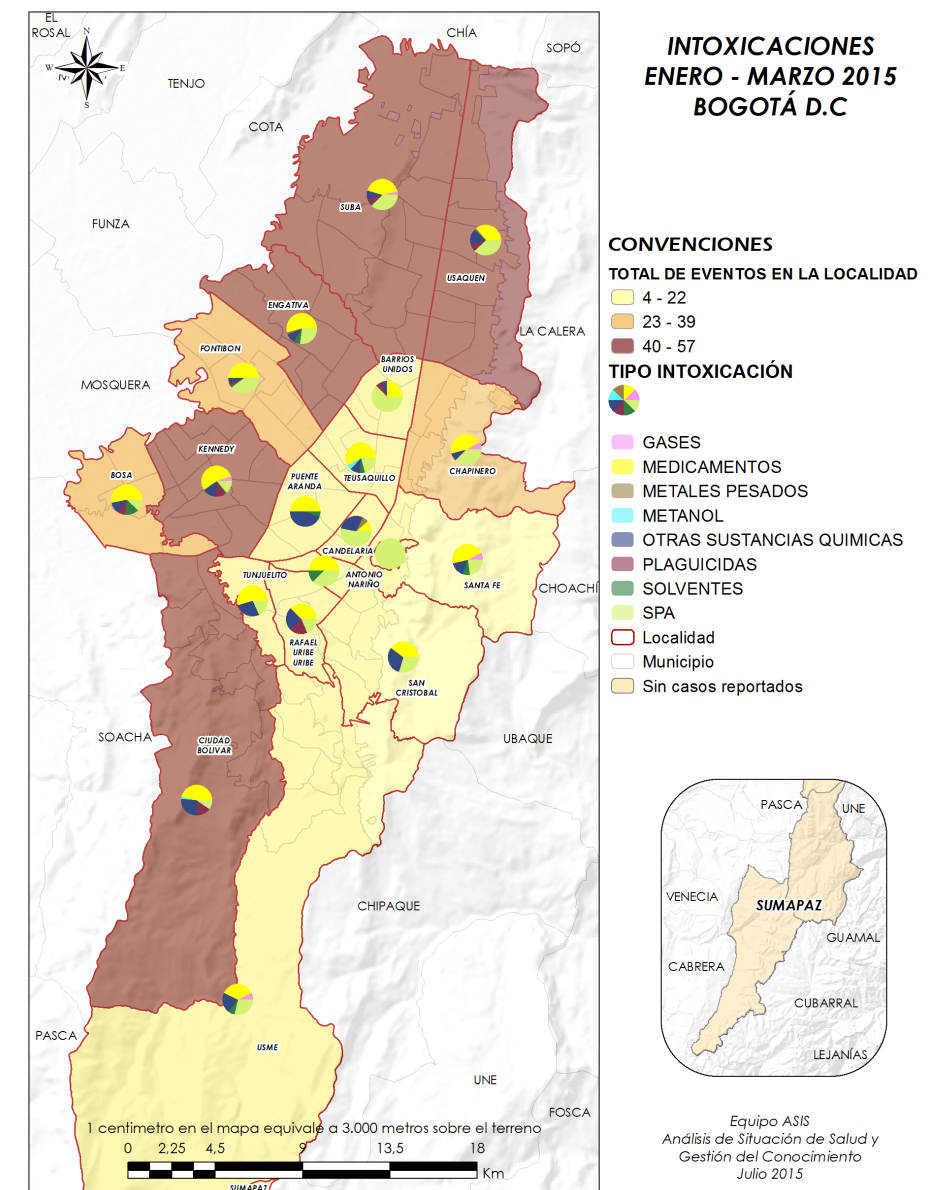 EL
ROSAL
N
W
E
S
TENJO
CHÍA
SOPÓ
COTA
FUNZA
SUBA
USAQUEN
ENGATIVA
FONTIBON
LA CALERA
BARRIOS
UNIDOS
MOSQUERA
KENNEDY
BOSA
CHAPINERO
PUENTE
ARANDA
TEUSAQUILLO
CANDELARIA
TUNJUELITO
ANTONIO
NARIÑO
SANTA FE
CHOACHÍ
RAFAEL
URIBE
URIBE
SAN
CRISTOBAL
SOACHA
CIUDAD
BOLIVAR
UBAQUE
CHIPAQUE
PASCA
USME
UNE
FOSCA
1 centimetro en el mapa equivale a 3.000 metros sobre el terreno
0 2,25 4,5 9 13,5 18
Km
SUMAPAZ
INTOXICACIONES
ENERO - MARZO 2015
BOGOTÁ D.C
CONVENCIONES
TOTAL DE EVENTOS EN LA LOCALIDAD
4 - 22
23 - 39
40 - 57
TIPO INTOXICACIÓN
GASES
MEDICAMENTOS
METALES PESADOS
METANOL
OTRAS SUSTANCIAS QUIMICAS
PLAGUICIDAS
SOLVENTES
SPA
Localidad
Municipio
Sin casos reportados
PASCA
UNE
VENECIA
SUMAPAZ
GUAMAL
CABRERA
CUBARRAL
LEJANÍAS
Equipo ASIS
Análisis de Situación de Salud y
Gestión del Conocimiento
Julio 2015